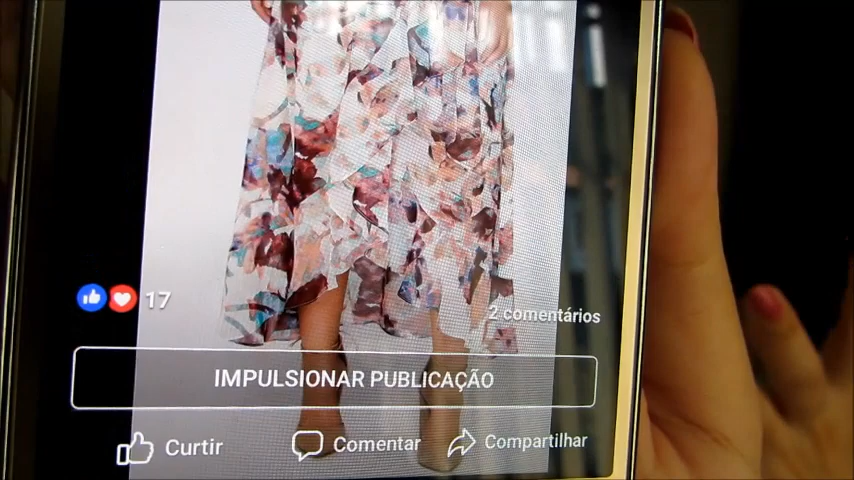 17
2 comentários
IMPULSIONAR PUBLICAÇÃO
Curtir
Comentar
Compartilhar